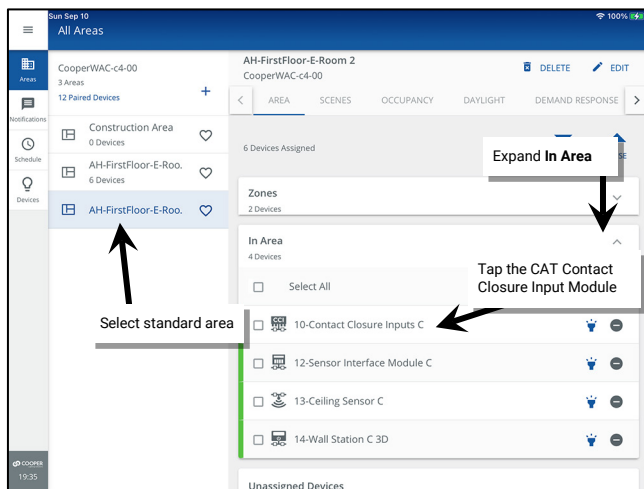 Sun Sep 10
100%
All Areas
Areas
Notifications
Schedule
Devices
COOPER
19:35
CooperWAC-c4-00
3 Areas
12 Paired Devices
+
Construction Area
0 Devices
AH-FirstFloor-E-Roo.
6 Devices
AH-FirstFloor-E-Roo.
Select standard area
AH-FirstFloor-E-Room 2
CooperWAC-c4-00
DELETE
EDIT
AREA SCENES OCCUPANCY DAYLIGHT DEMAND RESPONSE
6 Devices Assigned
Expand In Area
SE
Zones
2 Devices
In Area
4 Devices
Tap the CAT Contact
Closure Input Module
Select All
CCI
10-Contact Closure Inputs C
12-Sensor Interface Module C
13-Ceiling Sensor C
14-Wall Station C 3D
Unassigned Devices